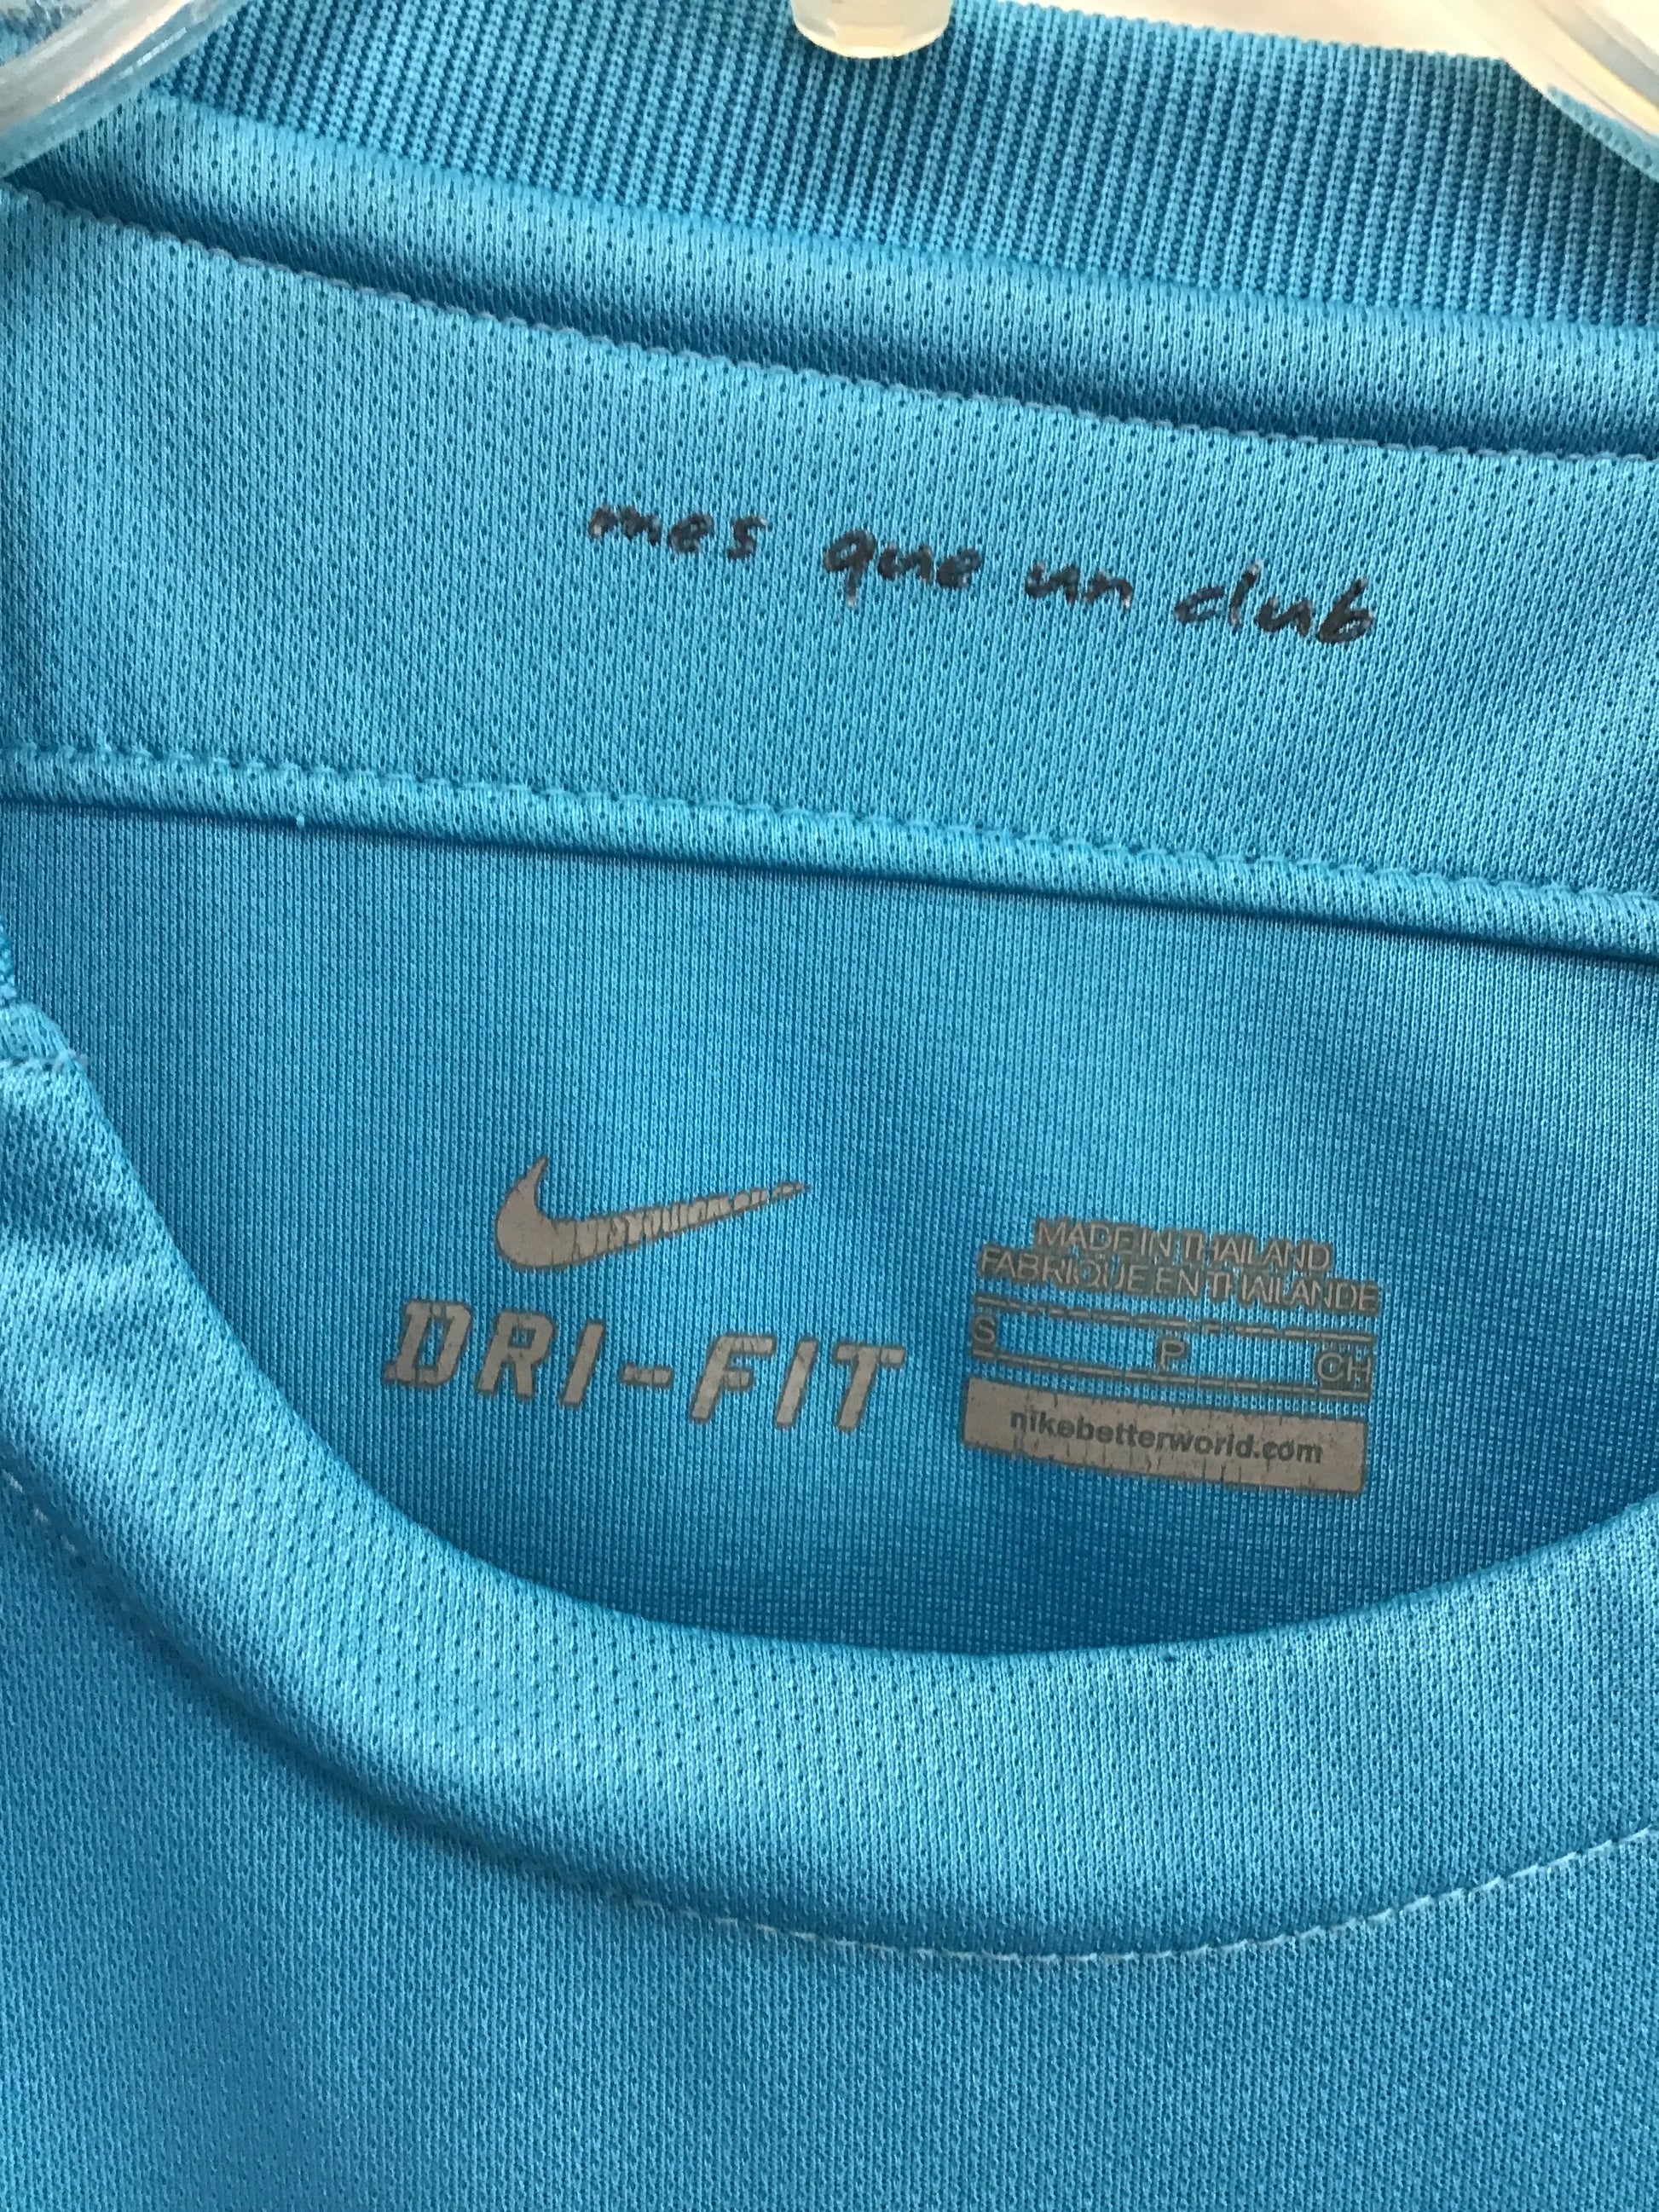 mes que un club
DRI-FIT
MADE IN THAILAND
FABRIQUE EN THAILANDE
S P CH
nikebetterworld.com